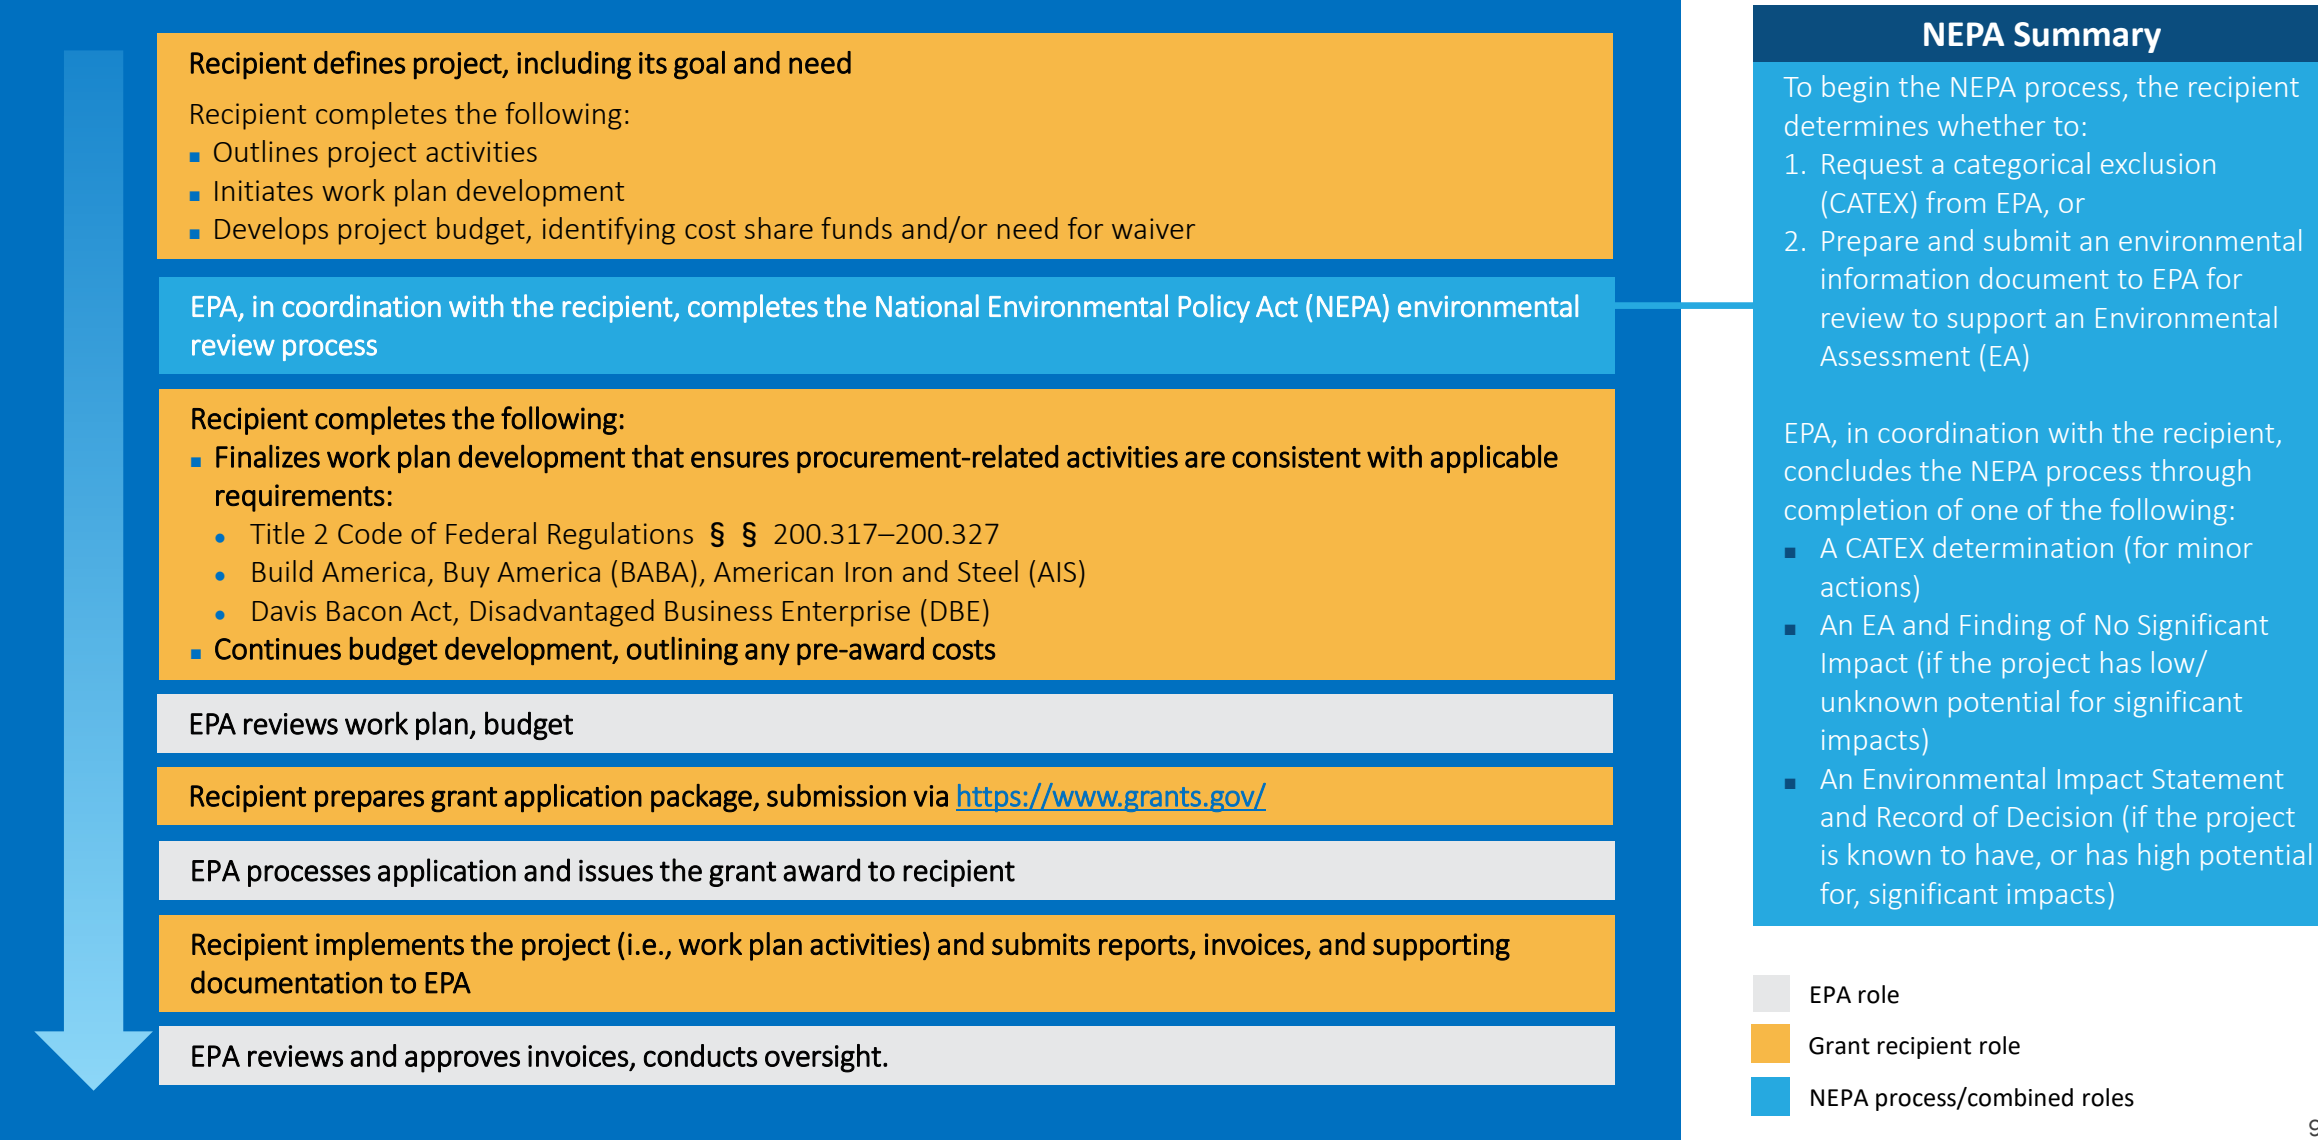 Recipient defines project, including its goal and need
Recipient completes the following:
▪ Outlines project activities
▪ Initiates work plan development
▪ Develops project budget, identifying cost share funds and/or need for waiver
EPA, in coordination with the recipient, completes the National Environmental Policy Act (NEPA) environmental
review process
Recipient completes the following:
▪ Finalizes work plan development that ensures procurement-related activities are consistent with applicable
requirements:
• Title 2 Code of Federal Regulations § § 200.317–200.327
• Build America, Buy America (BABA), American Iron and Steel (AIS)
• Davis Bacon Act, Disadvantaged Business Enterprise (DBE)
▪ Continues budget development, outlining any pre-award costs
EPA reviews work plan, budget
Recipient prepares grant application package, submission via https://www.grants.gov/
EPA processes application and issues the grant award to recipient
Recipient implements the project (i.e., work plan activities) and submits reports, invoices, and supporting
documentation to EPA
EPA reviews and approves invoices, conducts oversight.
NEPA Summary
To begin the NEPA process, the recipient
determines whether to:
1. Request a categorical exclusion
(CATEX) from EPA, or
2. Prepare and submit an environmental
information document to EPA for
review to support an Environmental
Assessment (EA)
EPA, in coordination with the recipient,
concludes the NEPA process through
completion of one of the following:
▪ A CATEX determination (for minor
actions)
▪ An EA and Finding of No Significant
Impact (if the project has low/
unknown potential for significant
impacts)
▪ An Environmental Impact Statement
and Record of Decision (if the project
is known to have, or has high potential
for, significant impacts)
EPA role
Grant recipient role
NEPA process/combined roles
9